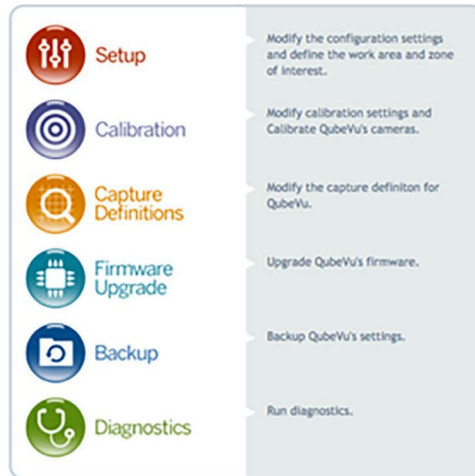 Setup
Modify the configuration settings
and define the work area and zone
of interest.
Calibration
Modify calibration settings and
Calibrate QubeVu's cameras.
Capture
Definitions
Modify the capture definiton for
QubeVu.
Firmware
Upgrade
Upgrade QubeVu's firmware.
Backup
Backup QubeVu's settings.
Diagnostics
Run diagnostics.